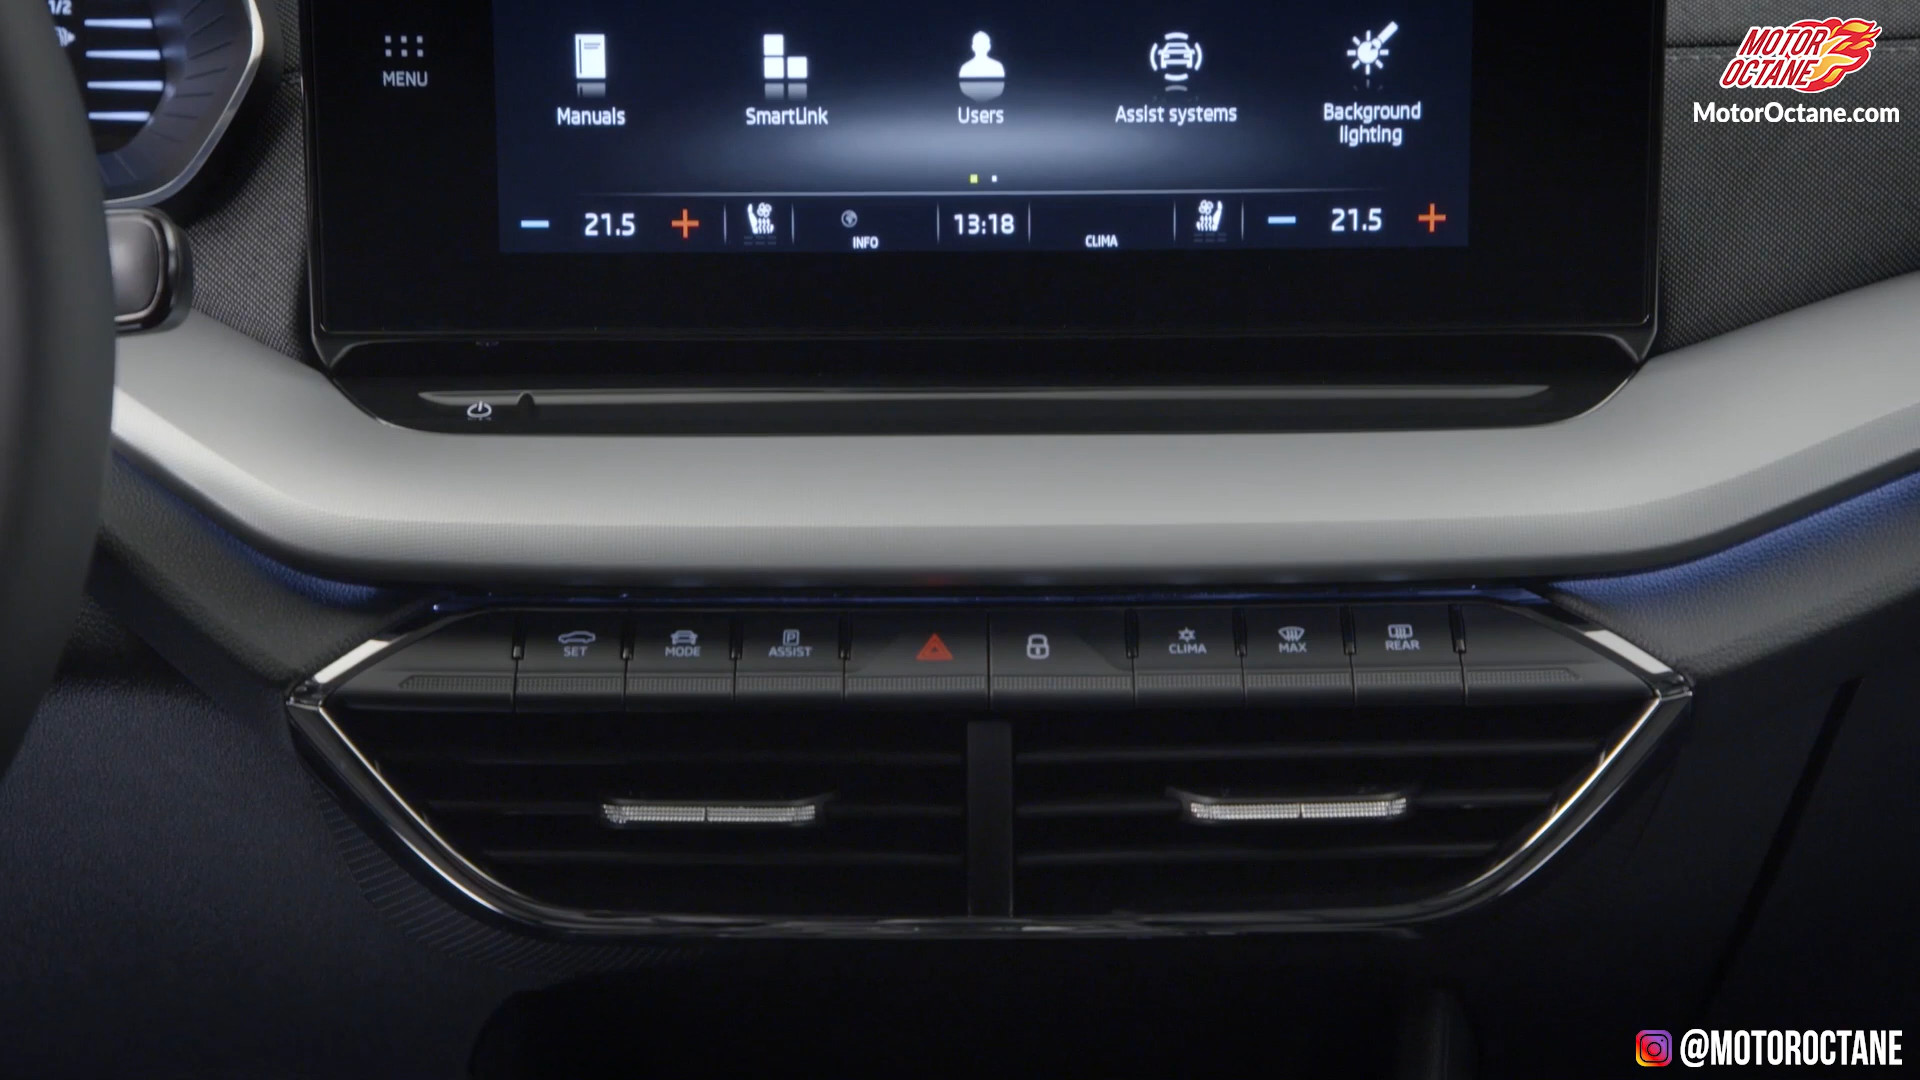 1/2
MOTOR
OCTANE
MotorOctane.com
MENU
Manuals
SmartLink
Users
Assist systems
Background
lighting
21.5
INFO
13:18
CLIMA
21.5
SET
MODE
P
ASSIST
CLIMA
MAX
REAR
@MOTOROCTANE